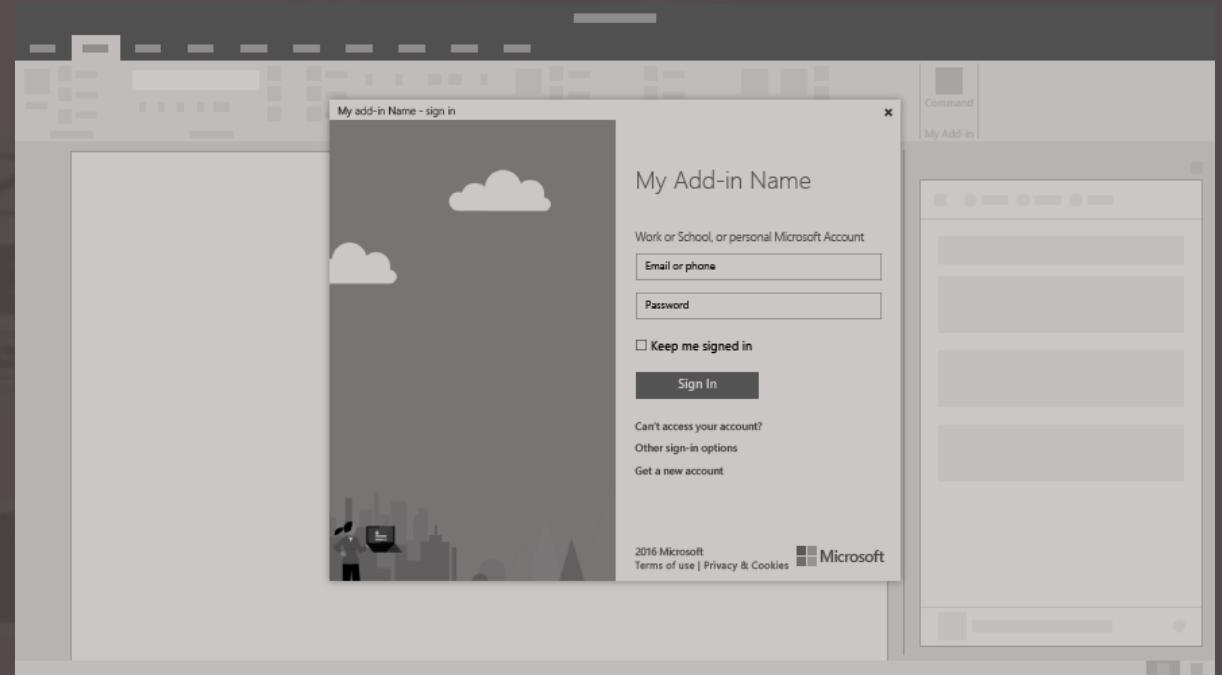 Command
My Add-in
My add-in Name - sign in
My Add-in Name
Work or School, or personal Microsoft Account
Email or phone
Password
Keep me signed in
Sign In
Can't access your account?
Other sign-in options
Get a new account
2016 Microsoft
Terms of use | Privacy & Cookies
Microsoft